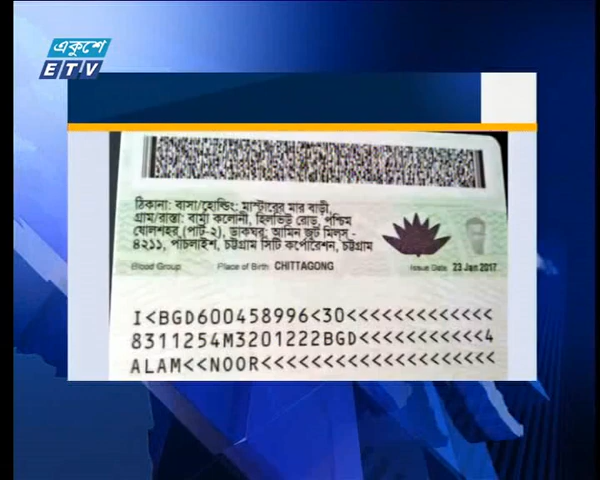 একুশে
ETV
ঠিকানা: বাসা/হোল্ডিং: মাস্টারের মার বাড়ী,
গ্রাম/রাস্তা: বার্মা কলোনী, হিলভিউ রোড, পশ্চিম
ষোলশহর (পার্ট-২), ডাকঘর: আমিন জুট মিলস -
৪২১১, পাঁচলাইশ, চট্টগ্রাম সিটি কর্পোরেশন, চট্টগ্রাম
Blood Group Place of Birth CHITTAGONG Issue Date 23 Jan 2017
I<BGD600458996<30<<<<<<<<<<<<<
8311254M3201222BGD<<<<<<<<<<<4
ALAM<<NOOR<<<<<<<<<<<<<<<<<<<<